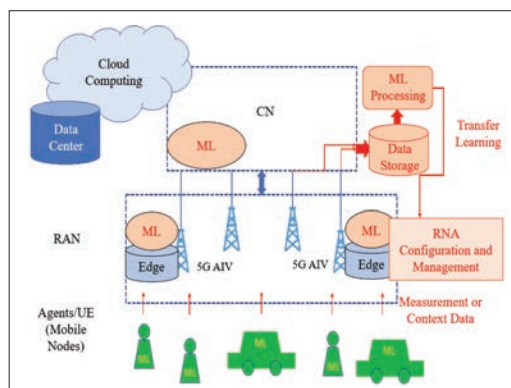 Cloud
Computing
Data
Center
CN
ML
ML
Processing
Data
Storage
Transfer
Learning
RAN
ML
Edge
5G AIV
5G AIV
ML
Edge
RNA
Configuration and
Management
Agents/UE
(Mobile
Nodes)
Measurement or
Context Data
ML
ML
ML
ML
ML